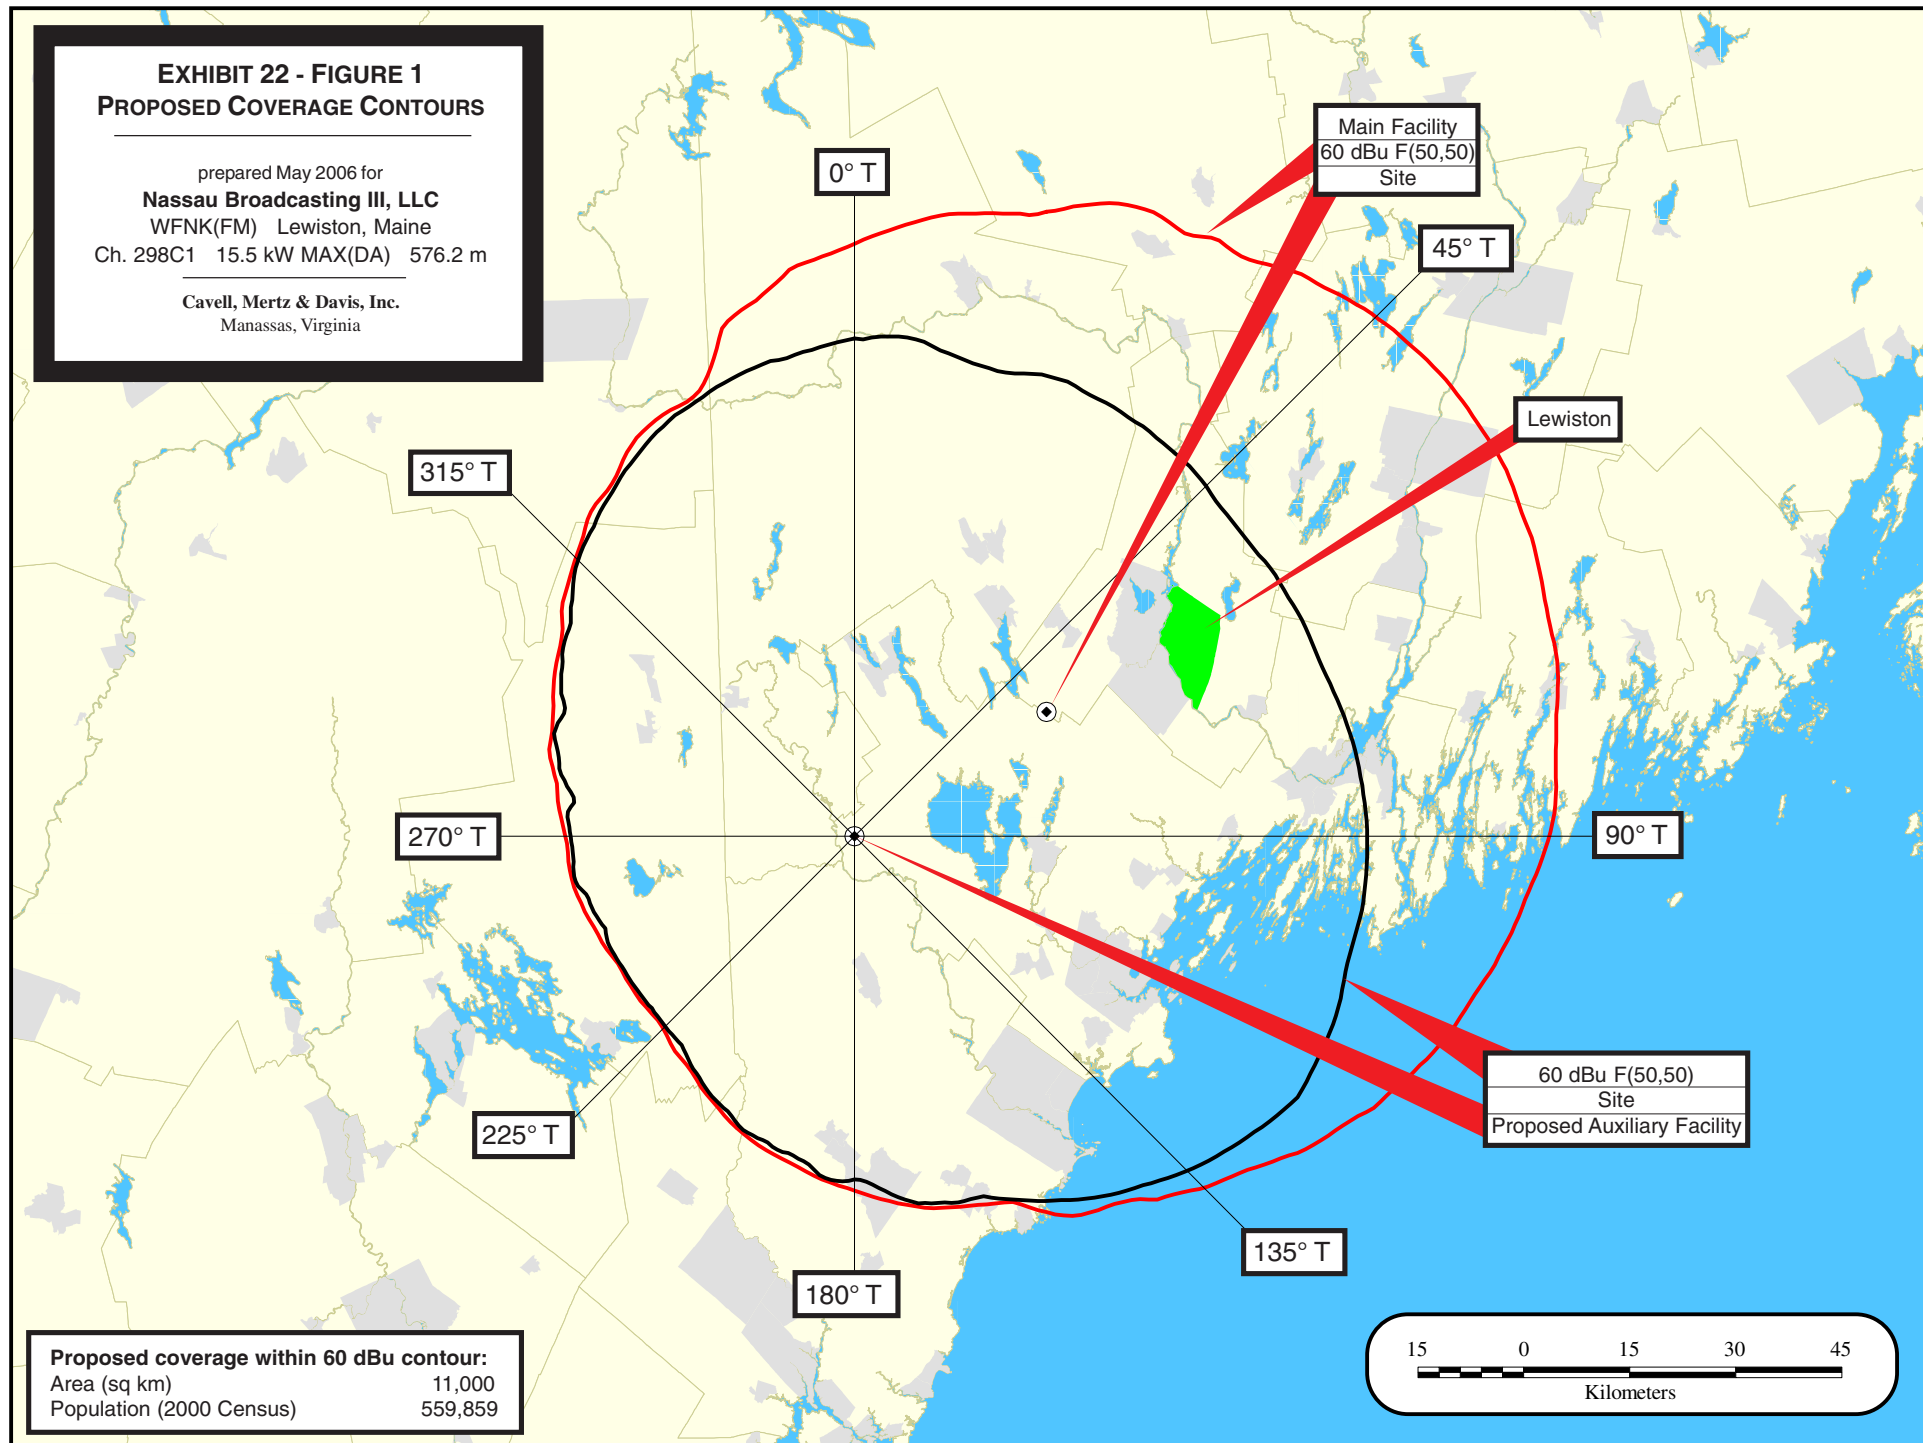 EXHIBIT 22 - FIGURE 1
PROPOSED COVERAGE CONTOURS
prepared May 2006 for
Nassau Broadcasting III, LLC
WFNK(FM) Lewiston, Maine
Ch. 298C1 15.5 kW MAX(DA) 576.2 m
Cavell, Mertz & Davis, Inc.
Manassas, Virginia
0° T
Main Facility
60 dBu F(50,50)
Site
45° T
Lewiston
315° T
270° T
90° T
60 dBu F(50,50)
Site
Proposed Auxiliary Facility
225° T
135° T
180° T
Proposed coverage within 60 dBu contour:
Area (sq km) 11,000
Population (2000 Census) 559,859
15 0 15 30 45
Kilometers